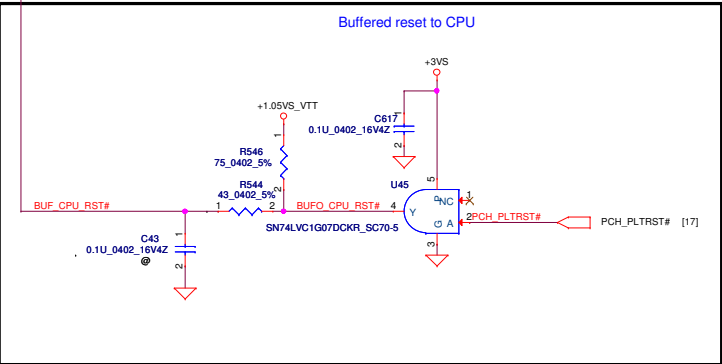 Buffered reset to CPU
+3VS
+1.05VS_VTT
1
C617
0.1U_0402_16V4Z
2
1
R546
75_0402_5%
2
R544
43_0402_5%
5
U45
P
NC
1
BUF_CPU_RST#
1
2
BUFO_CPU_RST#
4
Y
G
A
2
PCH_PLTRST#
PCH_PLTRST#
[17]
SN74LVC1G07DCKR_SC70-5
3
1
C43
0.1U_0402_16V4Z
@
2